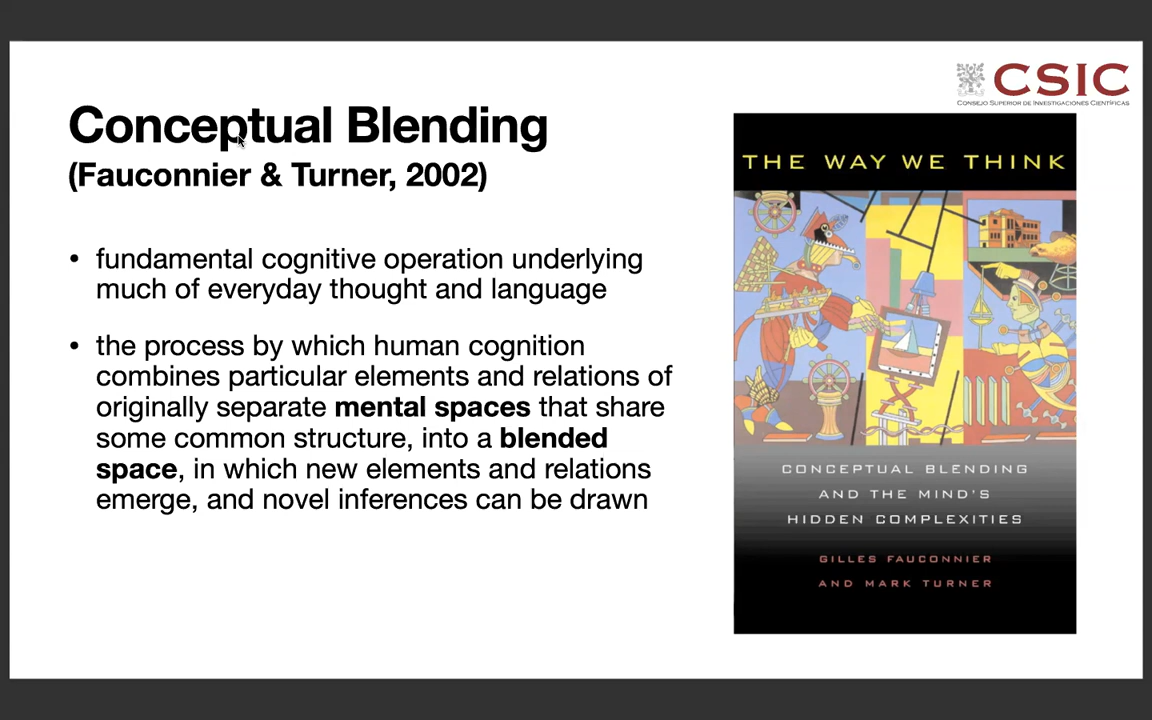 CSIC
CONSEJO SUPERIOR DE INVESTIGACIONES CIENTÍFICAS
Conceptual Blending
(Fauconnier & Turner, 2002)
• fundamental cognitive operation underlying
much of everyday thought and language
• the process by which human cognition
combines particular elements and relations of
originally separate mental spaces that share
some common structure, into a blended
space, in which new elements and relations
emerge, and novel inferences can be drawn
THE WAY WE THINK
CONCEPTUAL BLENDING
AND THE MIND'S
HIDDEN COMPLEXITIES
GILLES FAUCONNIER
AND MARK TURNER